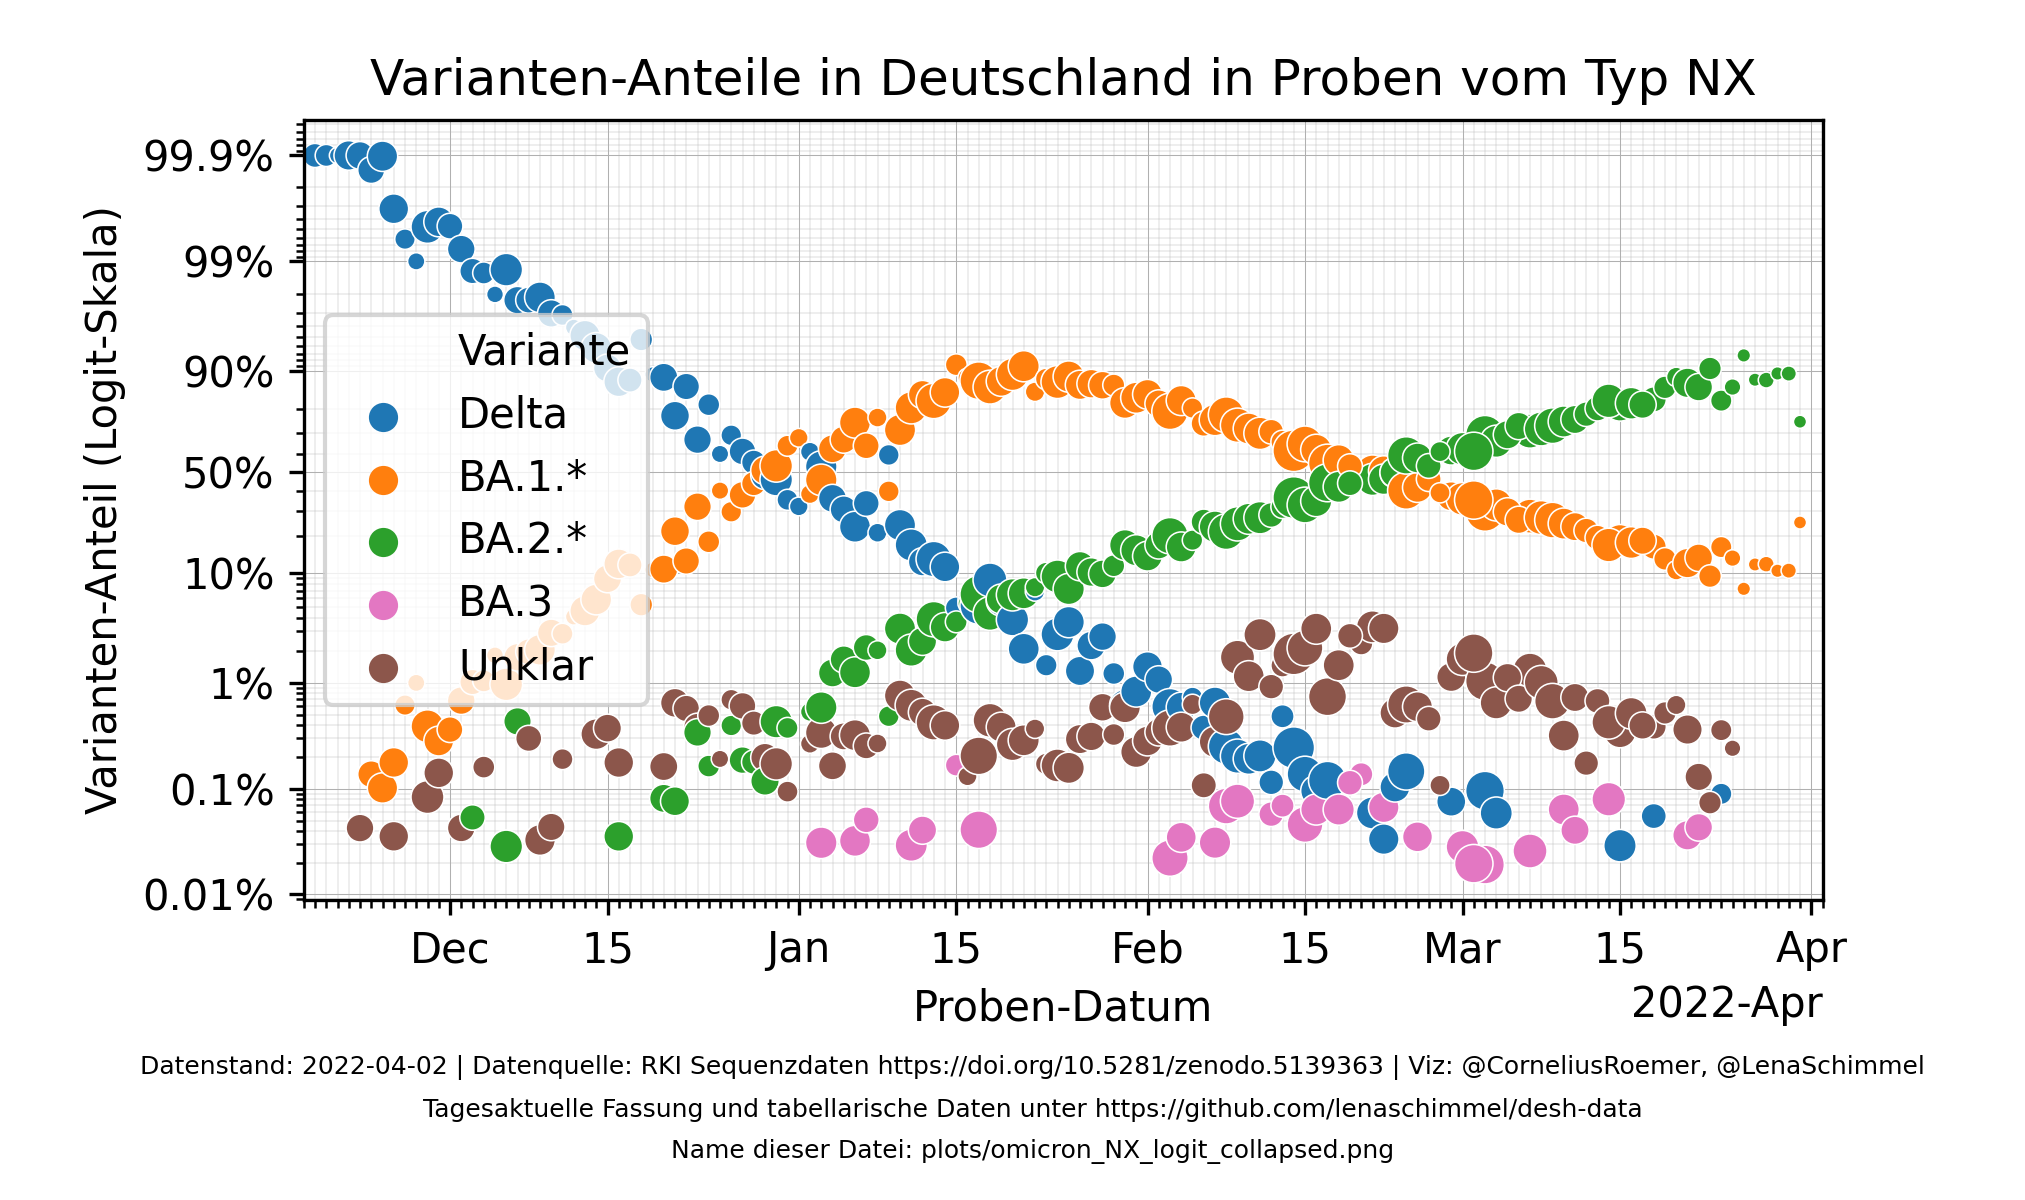 Varianten-Anteile in Deutschland in Proben vom Typ NX
Varianten-Anteil (Logit-Skala)
99.9%
99%
90%
50%
10%
1%
0.1%
0.01%
Variante
Delta
BA.1.*
BA.2.*
BA.3
Unklar
Dec 15 Jan 15 Feb 15 Mar 15 Apr
Proben-Datum
2022-Apr
Datenstand: 2022-04-02 | Datenquelle: RKI Sequenzdaten https://doi.org/10.5281/zenodo.5139363 | Viz: @CorneliusRoemer, @LenaSchimmel
Tagesaktuelle Fassung und tabellarische Daten unter https://github.com/lenaschimmel/desh-data
Name dieser Datei: plots/omicron_NX_logit_collapsed.png